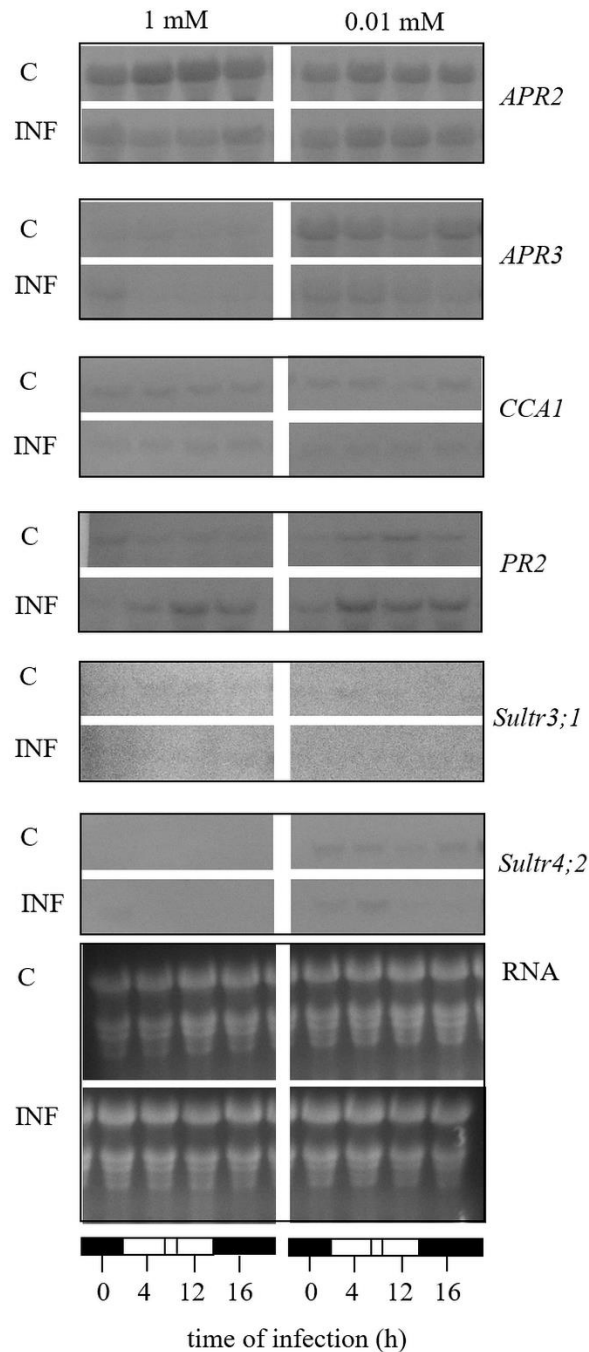 1 mM 0.01 mM
C
INF
APR2
C
INF
APR3
C
INF
CCA1
C
INF
PR2
C
INF
Sultr3;1
C
INF
Sultr4;2
C
RNA
INF
0 4 12 16 0 4 12 16
time of infection (h)